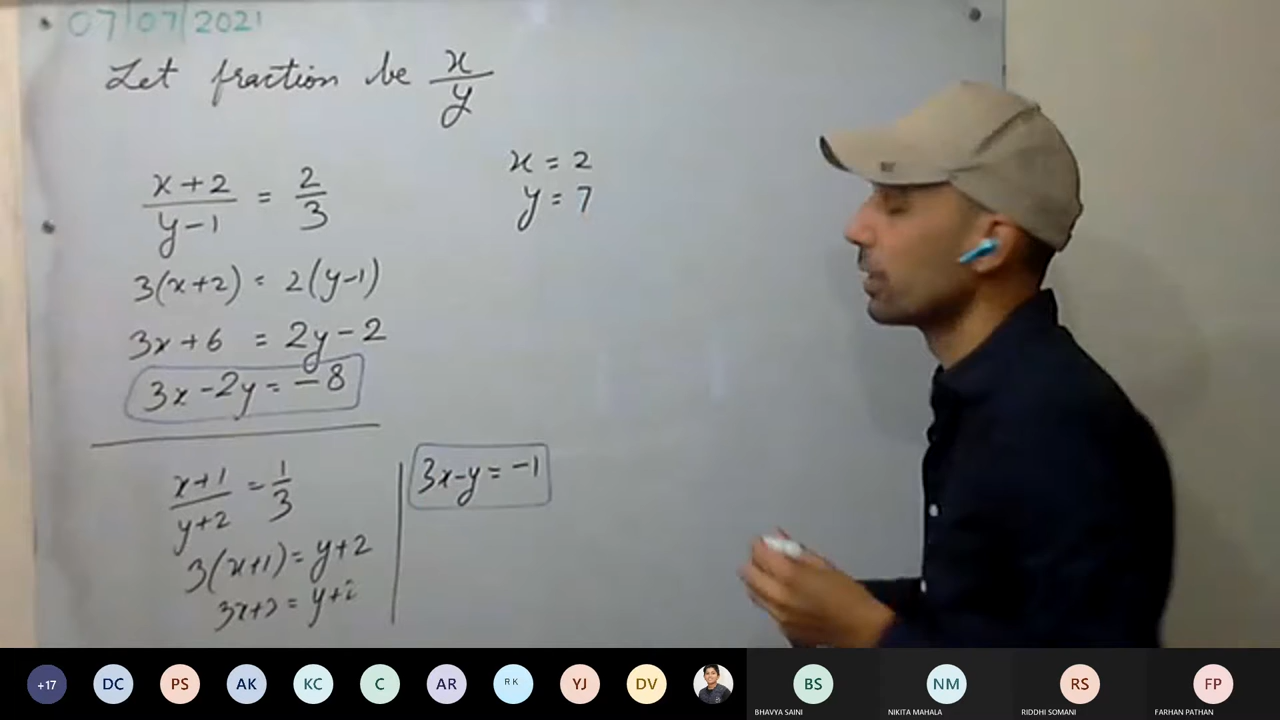 07/07/2021
Let fraction be x/y
x = 2
y = 7
(x+2)/(y-1) = 2/3
3(x+2) = 2(y-1)
3x+6 = 2y-2
3x-2y = -8
(x+1)/(y+2) = 1/3
3(x+1) = y+2
3x+3 = y+2
3x-y = -1
+17 DC PS AK KC C AR RK YJ DV BS NM RS FP
BHAVYA SAINI NIKITA MAHALA RIDDHI SOMANI FARHAN PATHAN